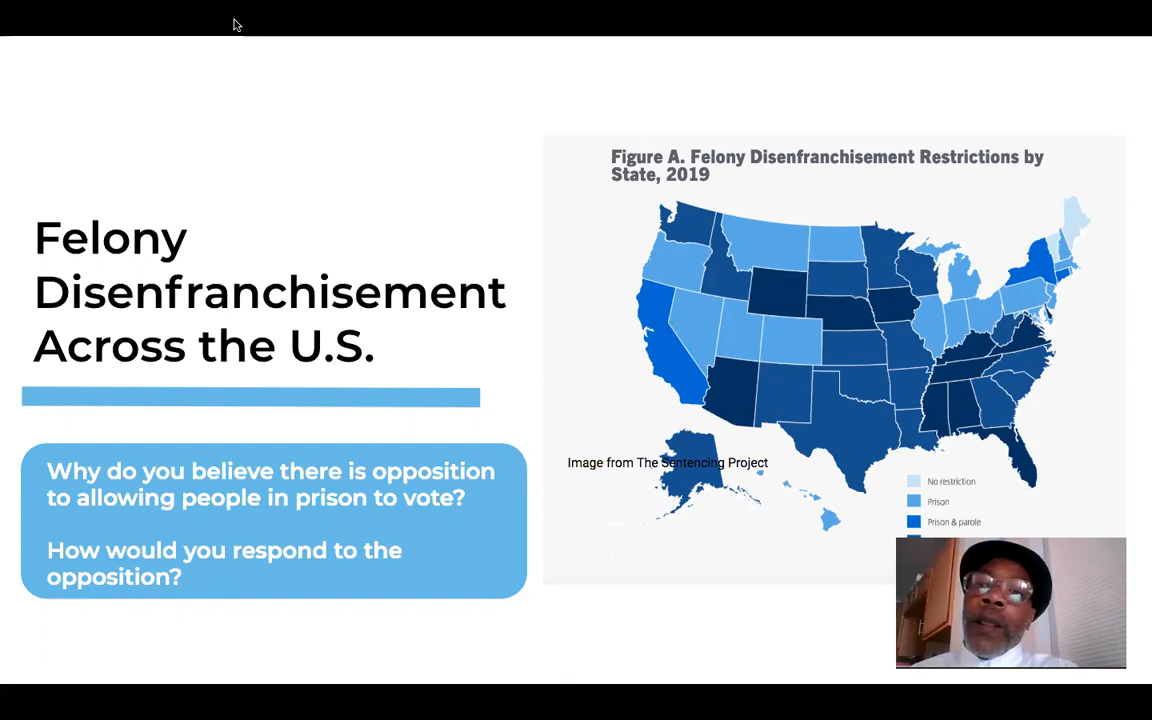 Felony
Disenfranchisement
Across the U.S.
Why do you believe there is opposition
to allowing people in prison to vote?
How would you respond to the
opposition?
Figure A. Felony Disenfranchisement Restrictions by
State, 2019
Image from The Sentencing Project
No restriction
Prison
Prison & parole